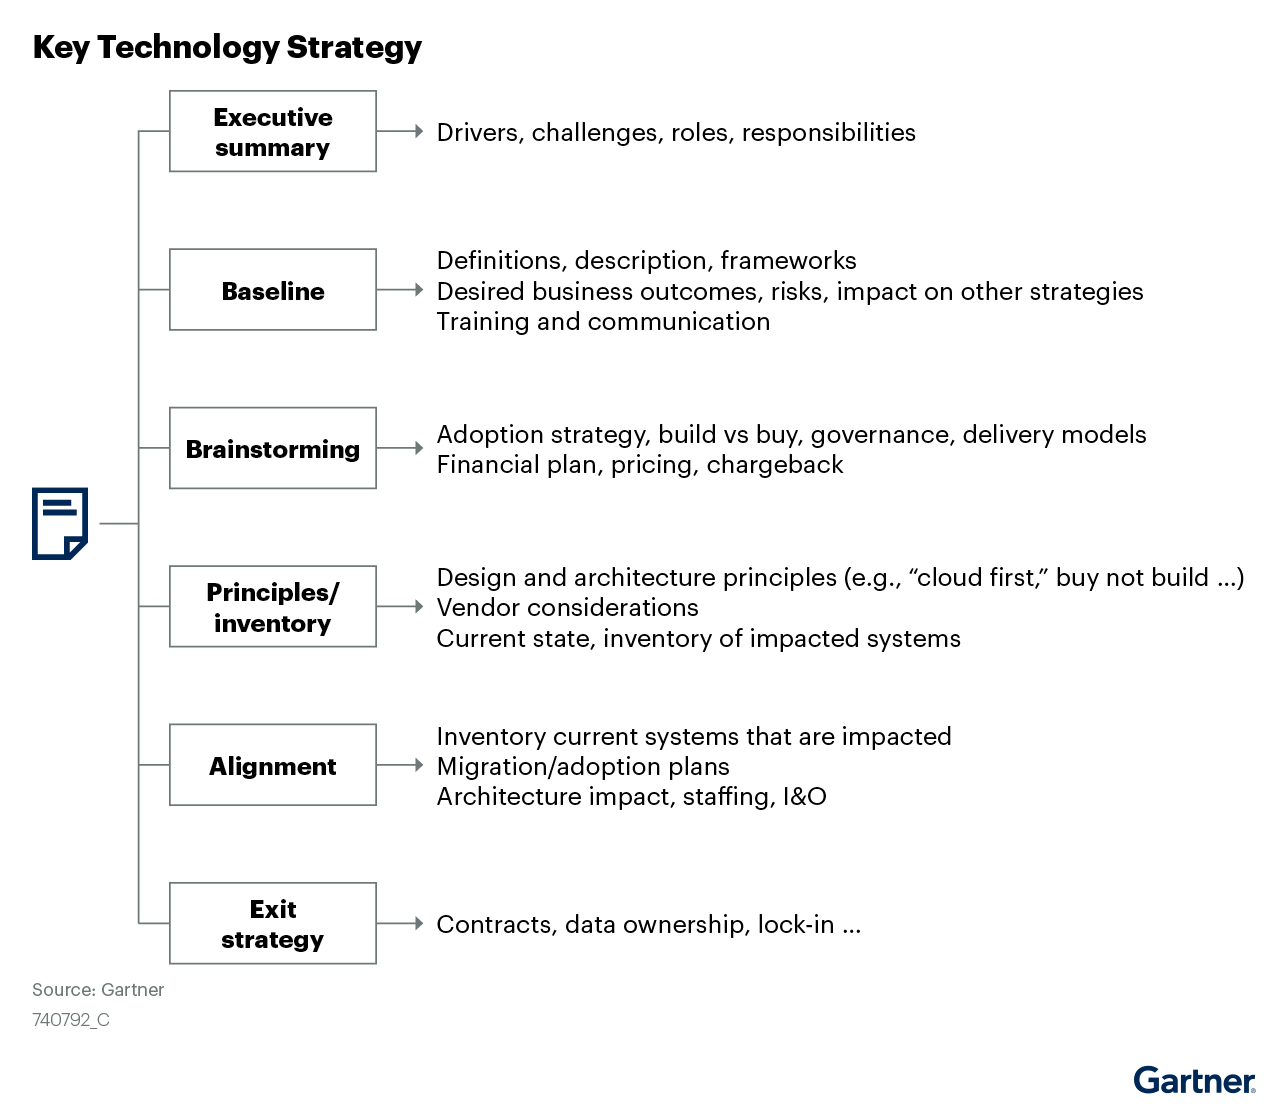 Key Technology Strategy
Executive
summary
Drivers, challenges, roles, responsibilities
Baseline
Definitions, description, frameworks
Desired business outcomes, risks, impact on other strategies
Training and communication
Brainstorming
Adoption strategy, build vs buy, governance, delivery models
Financial plan, pricing, chargeback
Principles/
inventory
Design and architecture principles (e.g., “cloud first,” buy not build ...)
Vendor considerations
Current state, inventory of impacted systems
Alignment
Inventory current systems that are impacted
Migration/adoption plans
Architecture impact, staffing, I&O
Exit
strategy
Contracts, data ownership, lock-in ...
Source: Gartner
740792_C
Gartner®